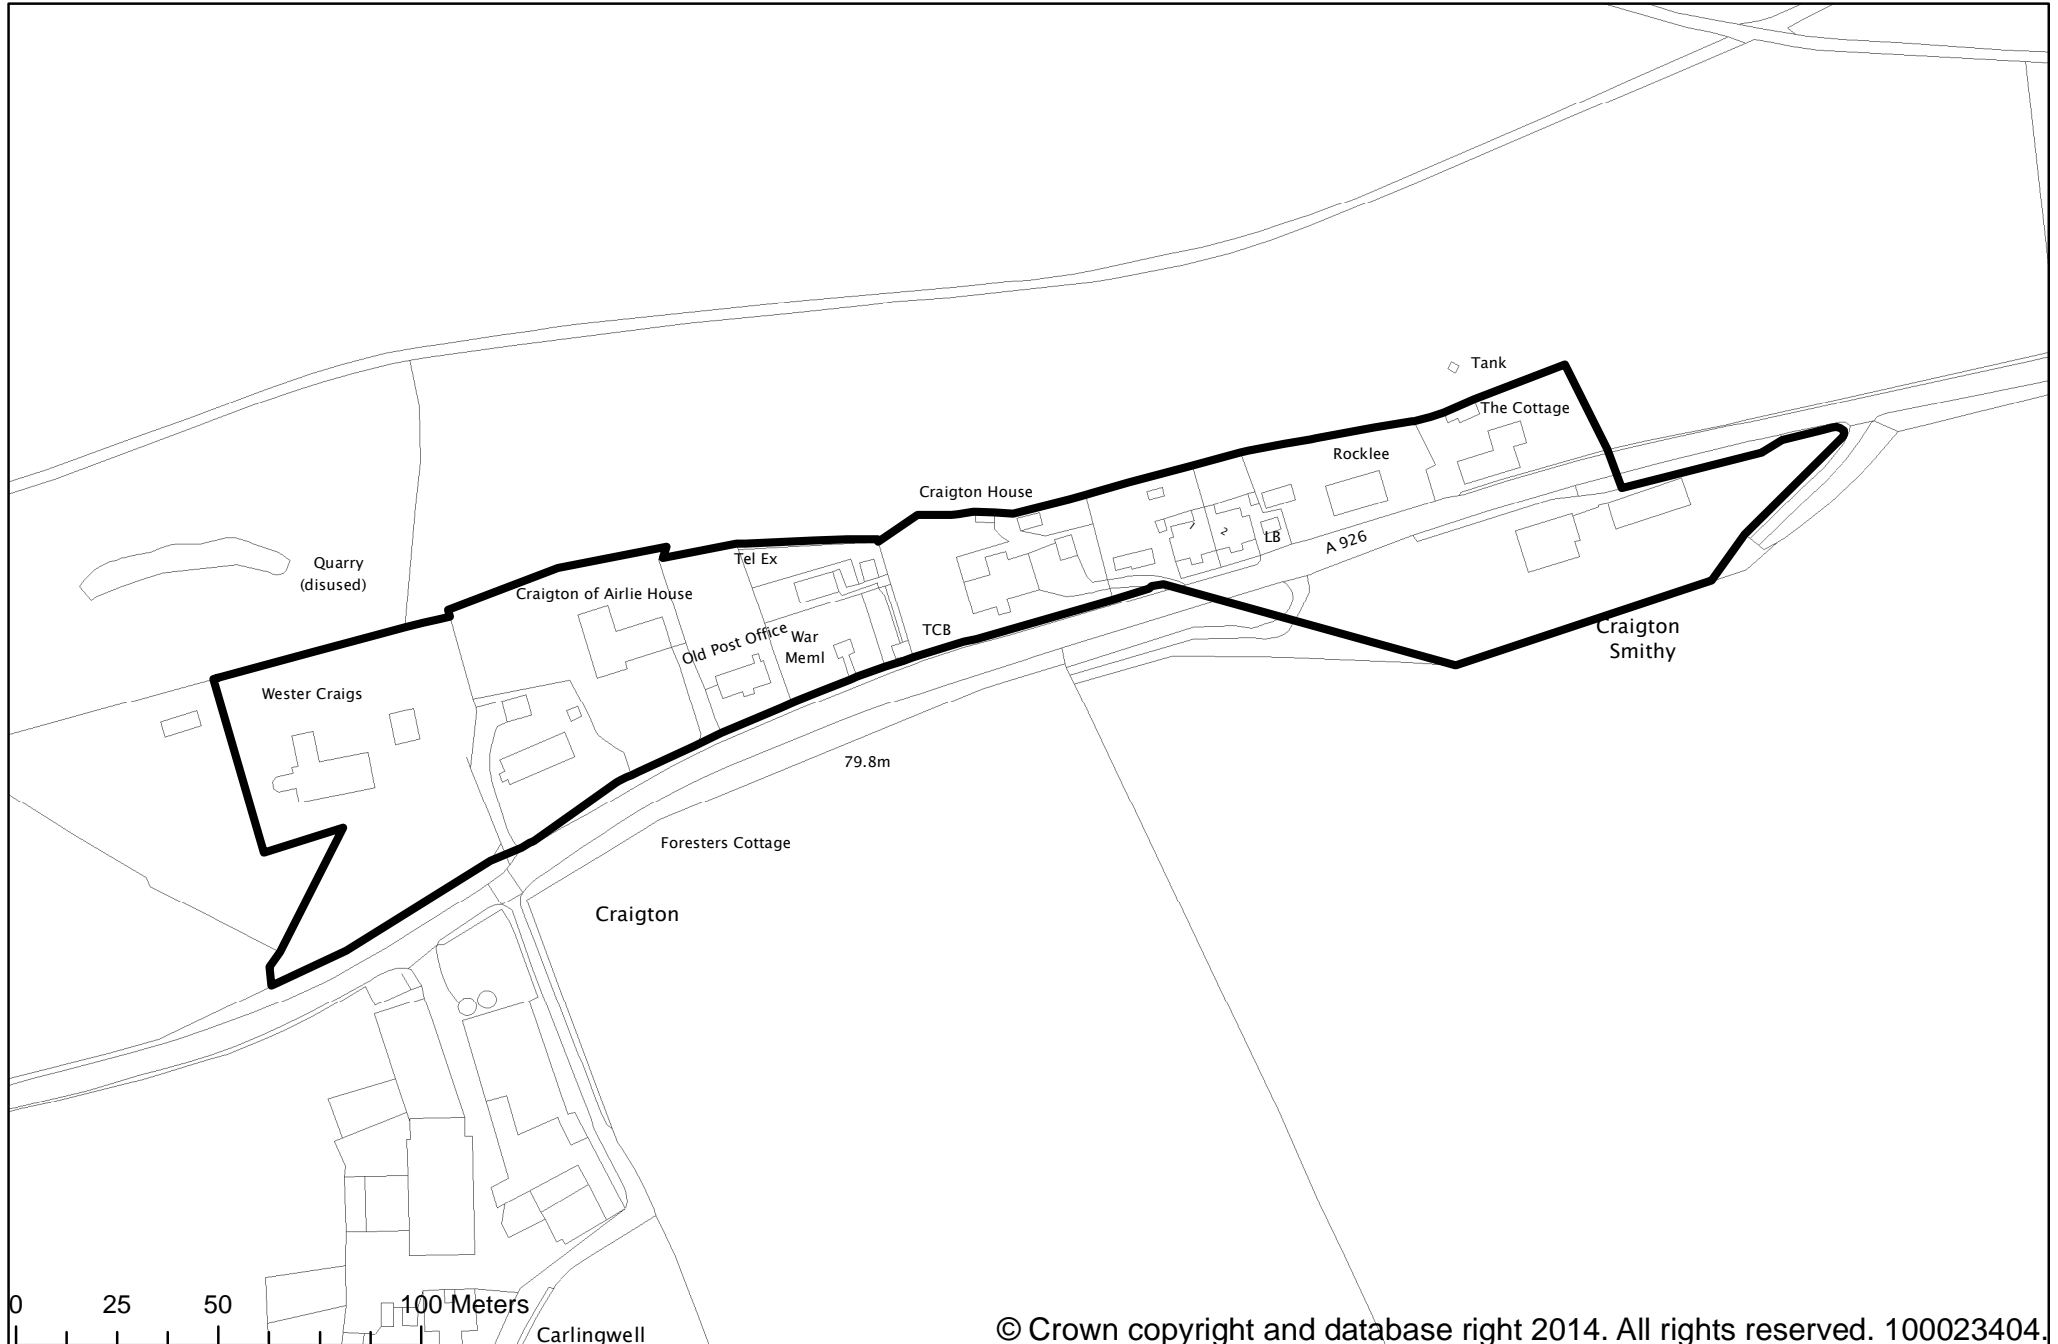 Tank
The Cottage
Rocklee
Craigton House
1
2
LB
A 926
Tel Ex
Quarry
(disused)
Craigton of Airlie House
Old Post Office
War
Meml
TCB
Craigton
Smithy
Wester Craigs
79.8m
Foresters Cottage
Craigton
0 25 50 100 Meters
Carlingwell
© Crown copyright and database right 2014. All rights reserved. 100023404.